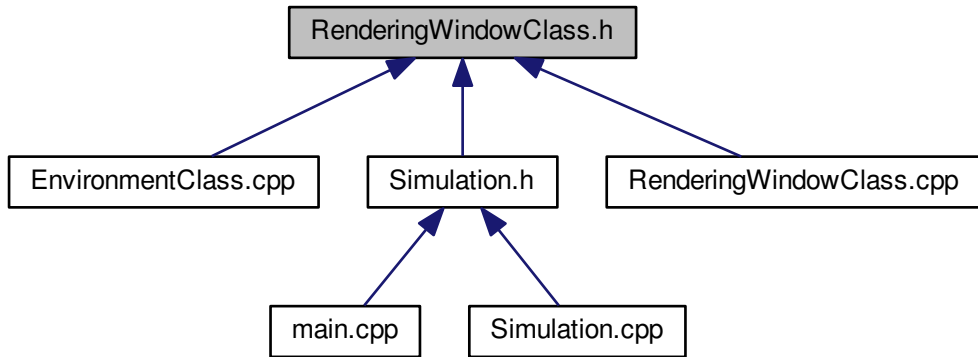 RenderingWindowClass.h
EnvironmentClass.cpp
Simulation.h
RenderingWindowClass.cpp
main.cpp
Simulation.cpp